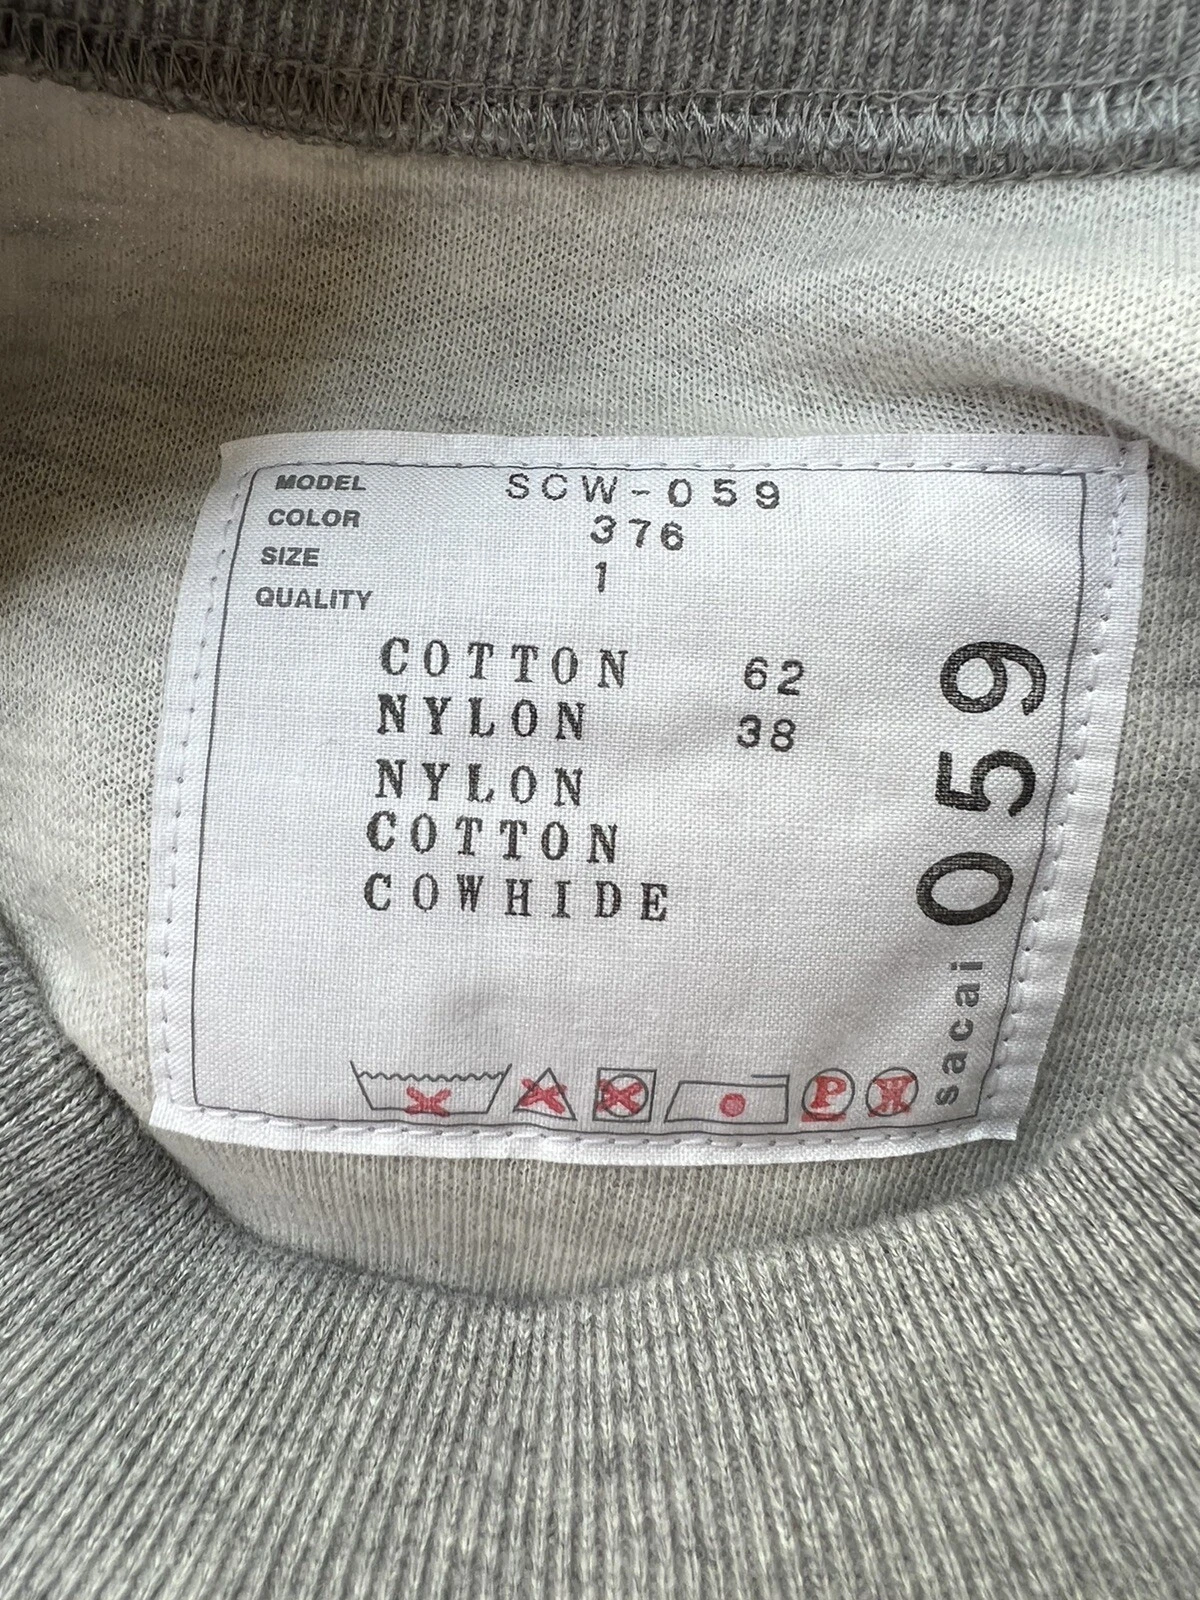 MODEL SCW-059
COLOR 376
SIZE 1
QUALITY
COTTON 62
NYLON 38
NYLON
COTTON
COWHIDE
P
sacai 059